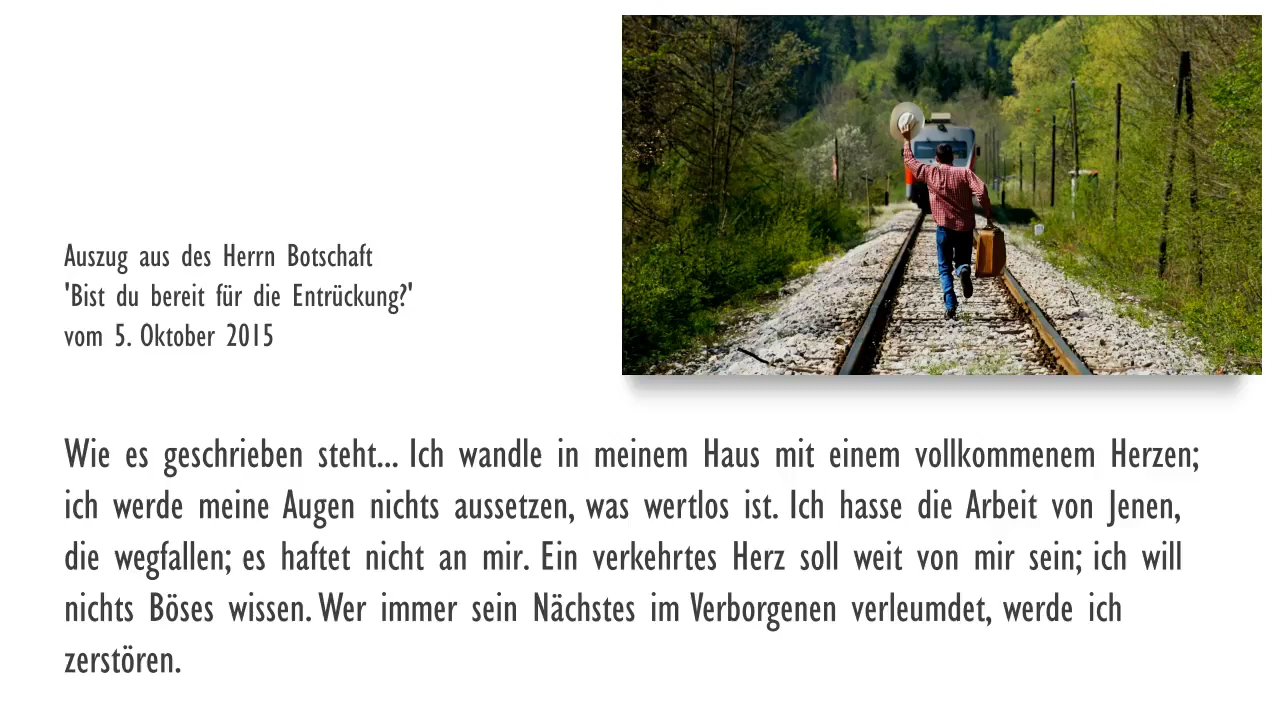 Auszug aus des Herrn Botschaft
'Bist du bereit für die Entrückung?'
vom 5. Oktober 2015
Wie es geschrieben steht... Ich wandle in meinem Haus mit einem vollkommenem Herzen;
ich werde meine Augen nichts aussetzen, was wertlos ist. Ich hasse die Arbeit von Jenen,
die wegfallen; es haftet nicht an mir. Ein verkehrtes Herz soll weit von mir sein; ich will
nichts Böses wissen. Wer immer sein Nächstes im Verborgenen verleumdet, werde ich
zerstören.